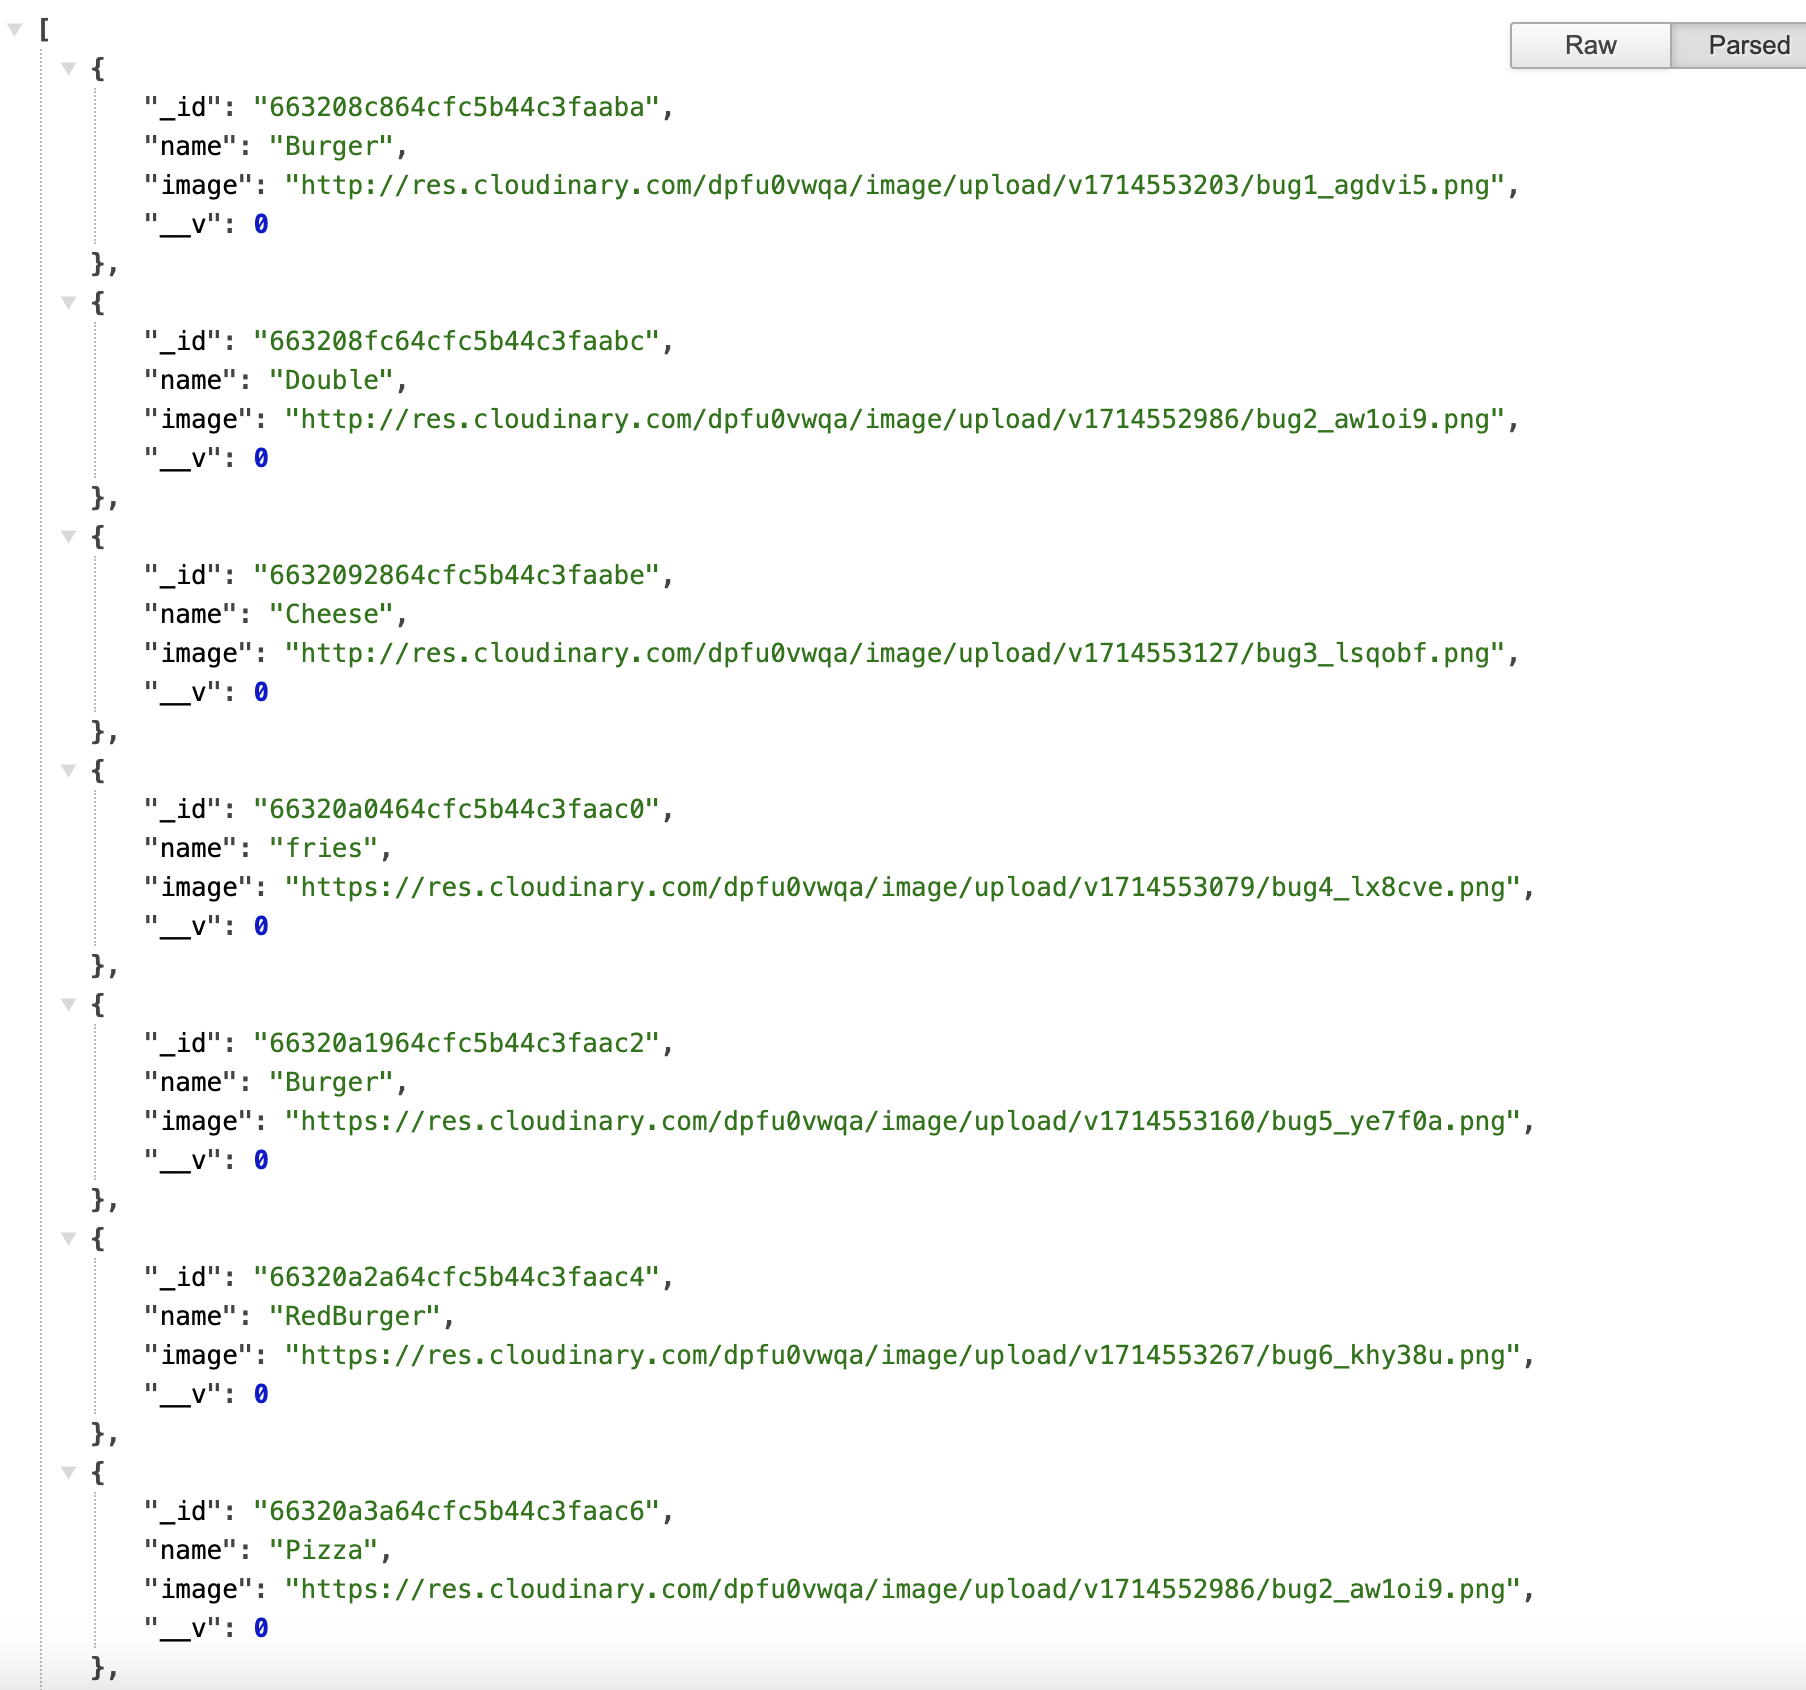 [
Raw Parsed
{
"_id": "663208c864cfc5b44c3faaba",
"name": "Burger",
"image": "http://res.cloudinary.com/dpfu0vwqa/image/upload/v1714553203/bug1_agdvi5.png",
"__v": 0
},
{
"_id": "663208fc64cfc5b44c3faabc",
"name": "Double",
"image": "http://res.cloudinary.com/dpfu0vwqa/image/upload/v1714552986/bug2_aw1oi9.png",
"__v": 0
},
{
"_id": "6632092864cfc5b44c3faabe",
"name": "Cheese",
"image": "http://res.cloudinary.com/dpfu0vwqa/image/upload/v1714553127/bug3_lsqobf.png",
"__v": 0
},
{
"_id": "66320a0464cfc5b44c3faac0",
"name": "fries",
"image": "https://res.cloudinary.com/dpfu0vwqa/image/upload/v1714553079/bug4_lx8cve.png",
"__v": 0
},
{
"_id": "66320a1964cfc5b44c3faac2",
"name": "Burger",
"image": "https://res.cloudinary.com/dpfu0vwqa/image/upload/v1714553160/bug5_ye7f0a.png",
"__v": 0
},
{
"_id": "66320a2a64cfc5b44c3faac4",
"name": "RedBurger",
"image": "https://res.cloudinary.com/dpfu0vwqa/image/upload/v1714553267/bug6_khy38u.png",
"__v": 0
},
{
"_id": "66320a3a64cfc5b44c3faac6",
"name": "Pizza",
"image": "https://res.cloudinary.com/dpfu0vwqa/image/upload/v1714552986/bug2_aw1oi9.png",
"__v": 0
},